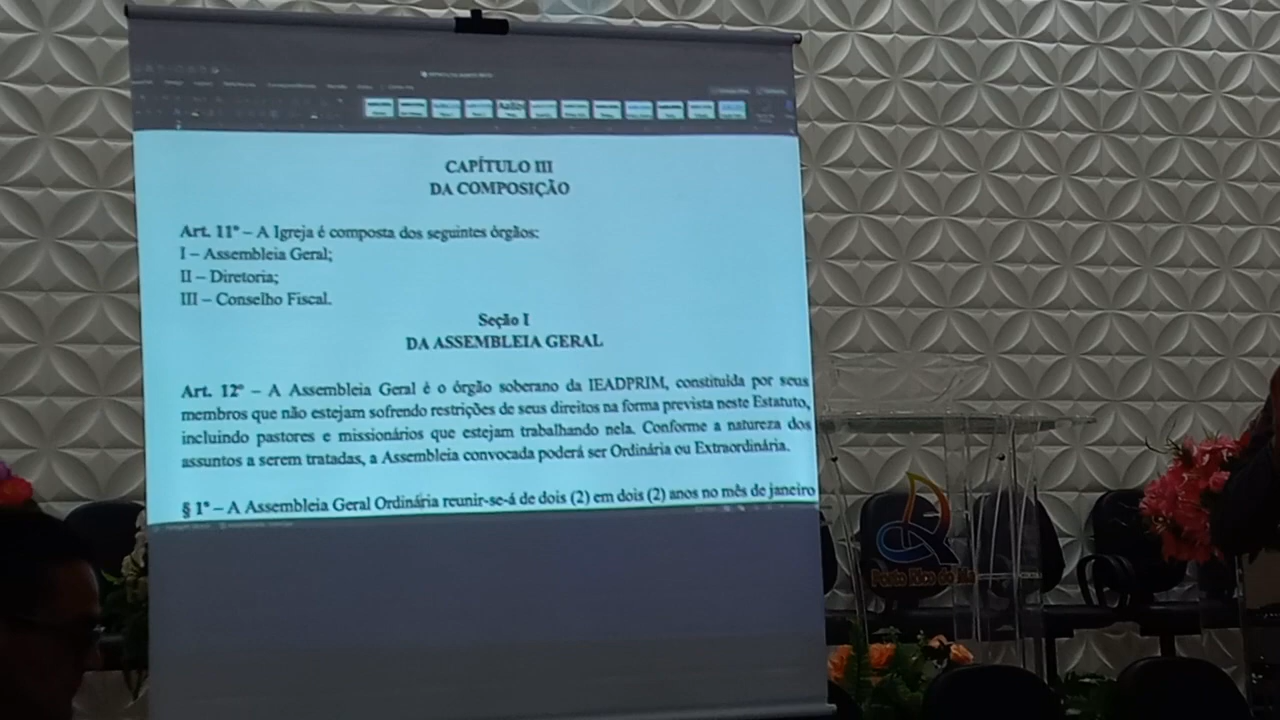 CAPÍTULO III
DA COMPOSIÇÃO
Art. 11º – A Igreja é composta dos seguintes órgãos:
I – Assembleia Geral;
II – Diretoria;
III – Conselho Fiscal.
Seção I
DA ASSEMBLEIA GERAL
Art. 12º – A Assembleia Geral é o órgão soberano da IEADPRIM, constituída por seus
membros que não estejam sofrendo restrições de seus direitos na forma prevista neste Estatuto,
incluindo pastores e missionários que estejam trabalhando nela. Conforme a natureza dos
assuntos a serem tratadas, a Assembleia convocada poderá ser Ordinária ou Extraordinária.
§ 1º – A Assembleia Geral Ordinária reunir-se-á de dois (2) em dois (2) anos no mês de janeiro
Porto Rico do Ma